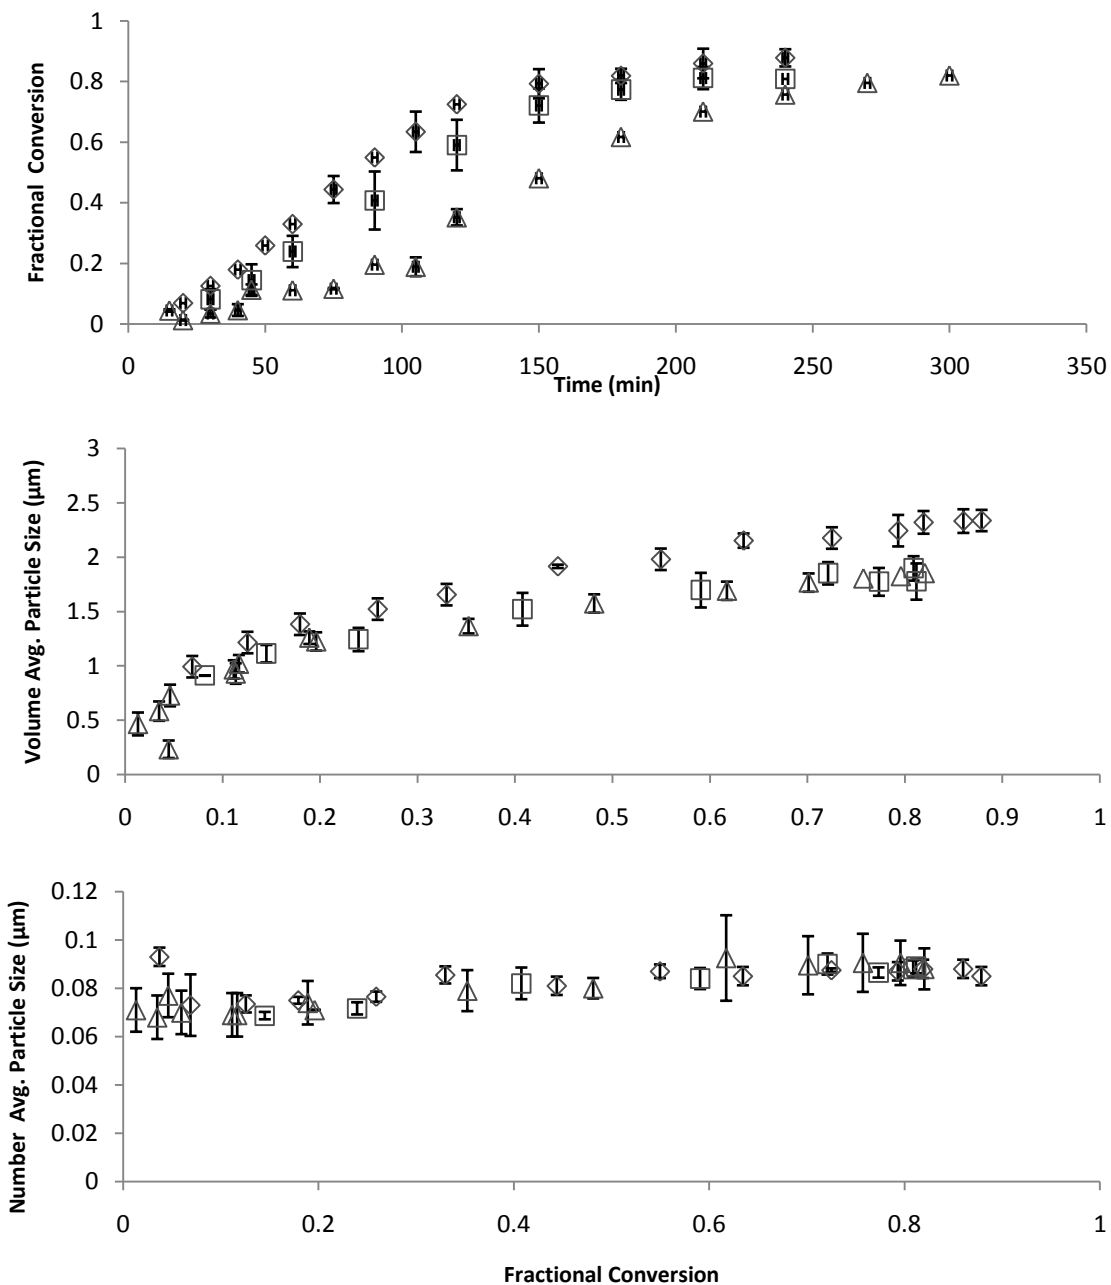 1
0.8
0.6
0.4
0.2
0
Fractional Conversion
0 50 100 150 200 250 300 350
Time (min)
3
2.5
2
1.5
1
0.5
0
Volume Avg. Particle Size (µm)
0 0.1 0.2 0.3 0.4 0.5 0.6 0.7 0.8 0.9 1
0.12
0.1
0.08
0.06
0.04
0.02
0
Number Avg. Particle Size (µm)
0 0.2 0.4 0.6 0.8 1
Fractional Conversion